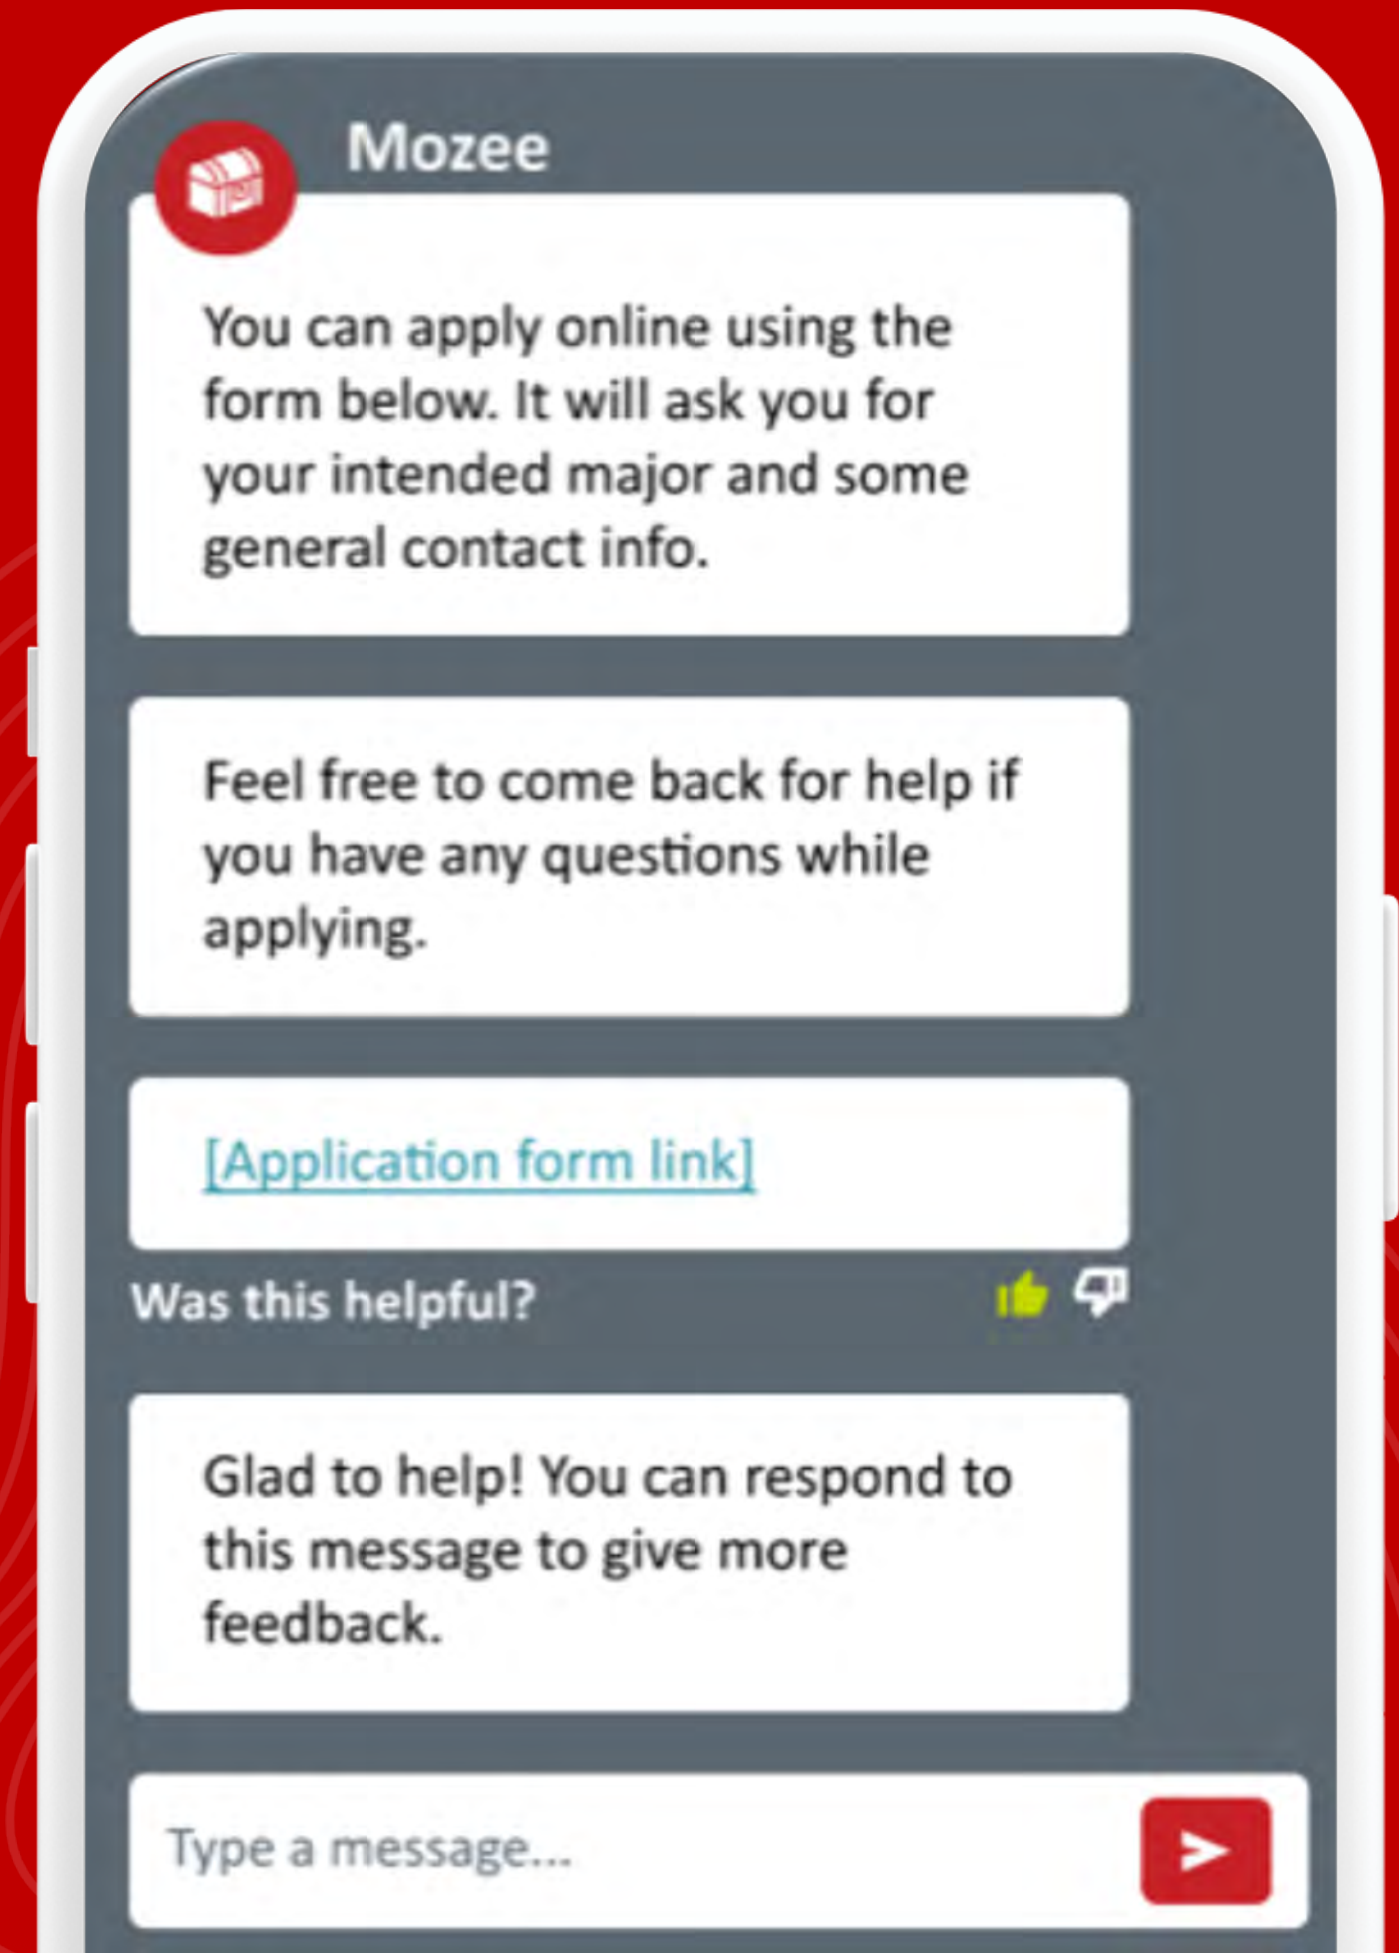 Mozee
You can apply online using the
form below. It will ask you for
your intended major and some
general contact info.
Feel free to come back for help if
you have any questions while
applying.
[Application form link]
Was this helpful?
Glad to help! You can respond to
this message to give more
feedback.
Type a message...